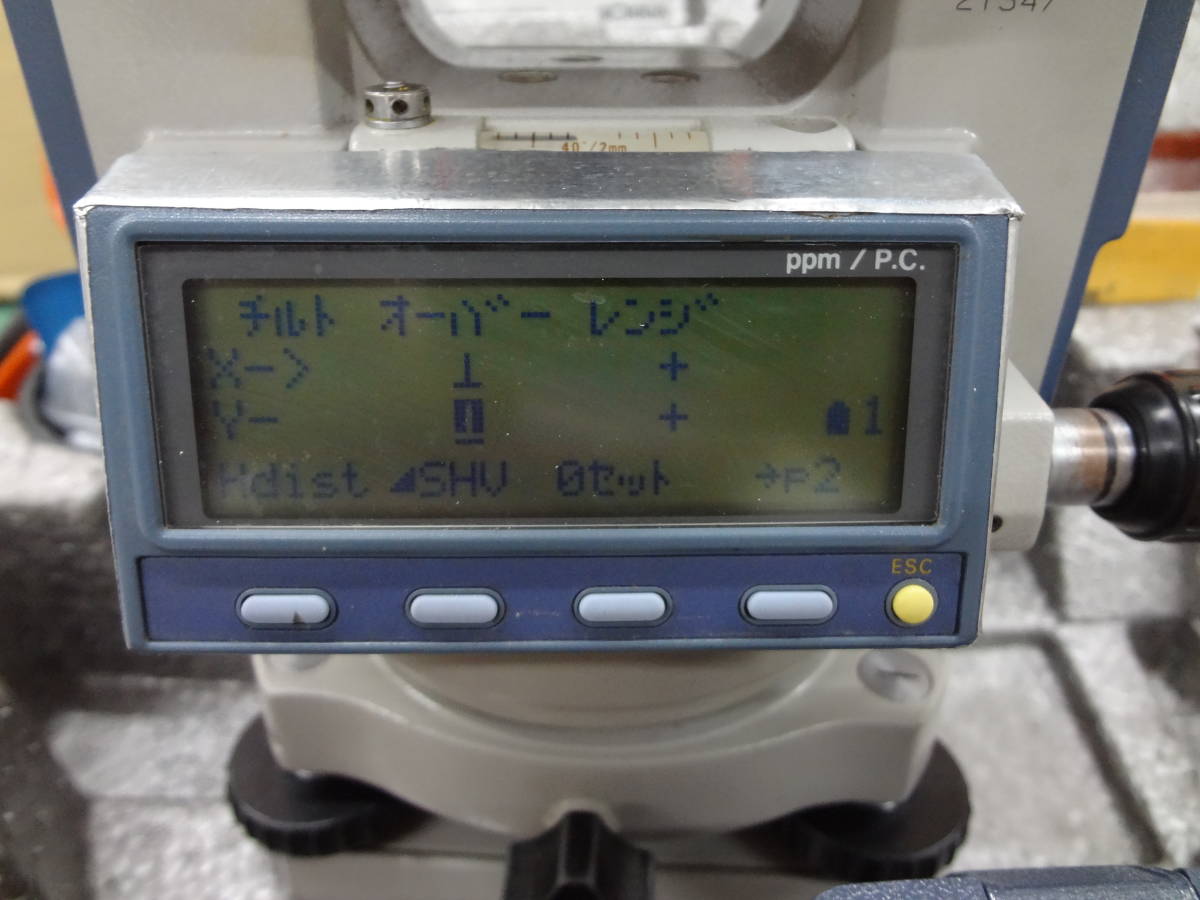 21347
40"/2mm
ppm / P.C.
チルト オーバー レンジ
X-> ⊥ +
Y- +  1
Hdist ◢SHV 0セット →P2
ESC